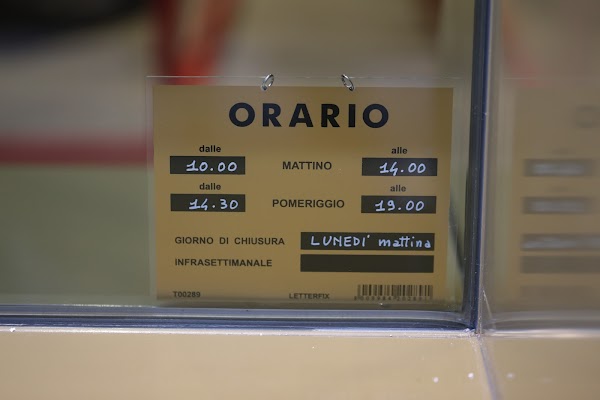 ORARIO
dalle alle
10.00 MATTINO 14.00
dalle alle
14.30 POMERIGGIO 19.00
GIORNO DI CHIUSURA LUNEDI' mattina
INFRASETTIMANALE
T00289 LETTERFIX